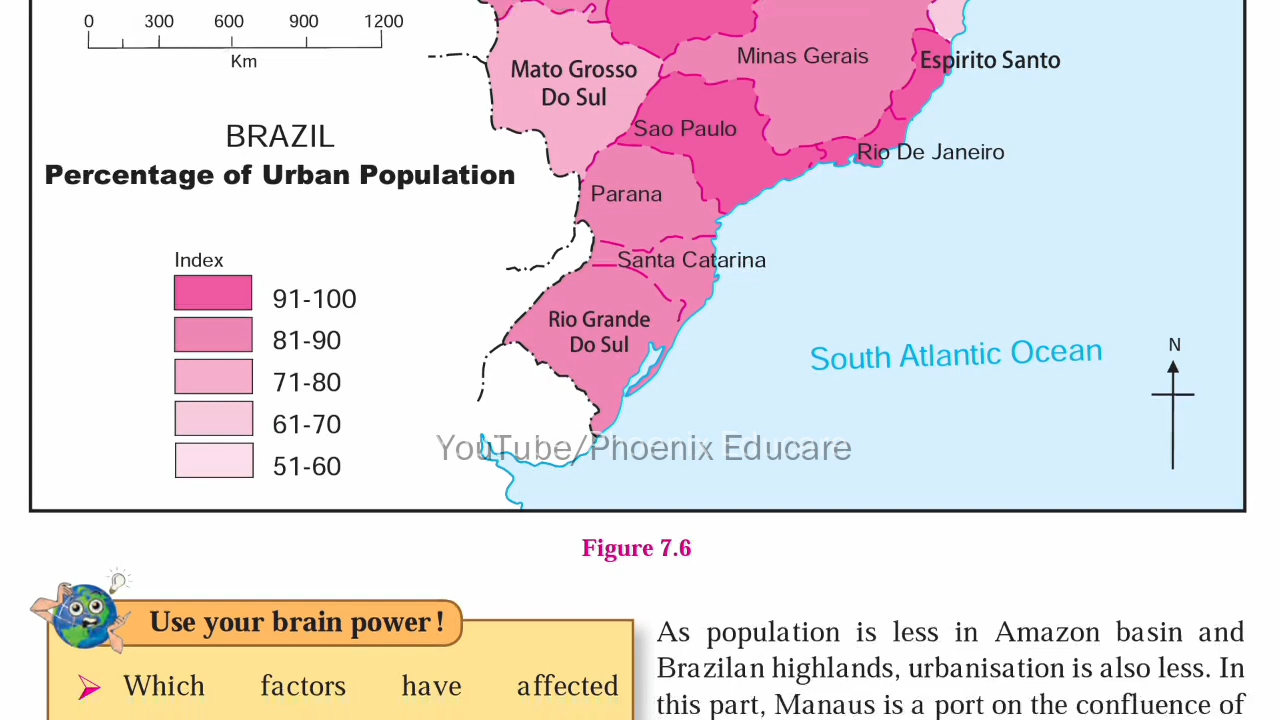 0 300 600 900 1200
Km
Minas Gerais
Espirito Santo
Mato Grosso
Do Sul
Sao Paulo
BRAZIL
Rio De Janeiro
Percentage of Urban Population
Parana
Index
Santa Catarina
91-100
Rio Grande
Do Sul
81-90
South Atlantic Ocean
N
71-80
61-70
YouTube/Phoenix Educare
51-60
Figure 7.6
Use your brain power !
Which factors have affected
As population is less in Amazon basin and
Brazilan highlands, urbanisation is also less. In
this part, Manaus is a port on the confluence of